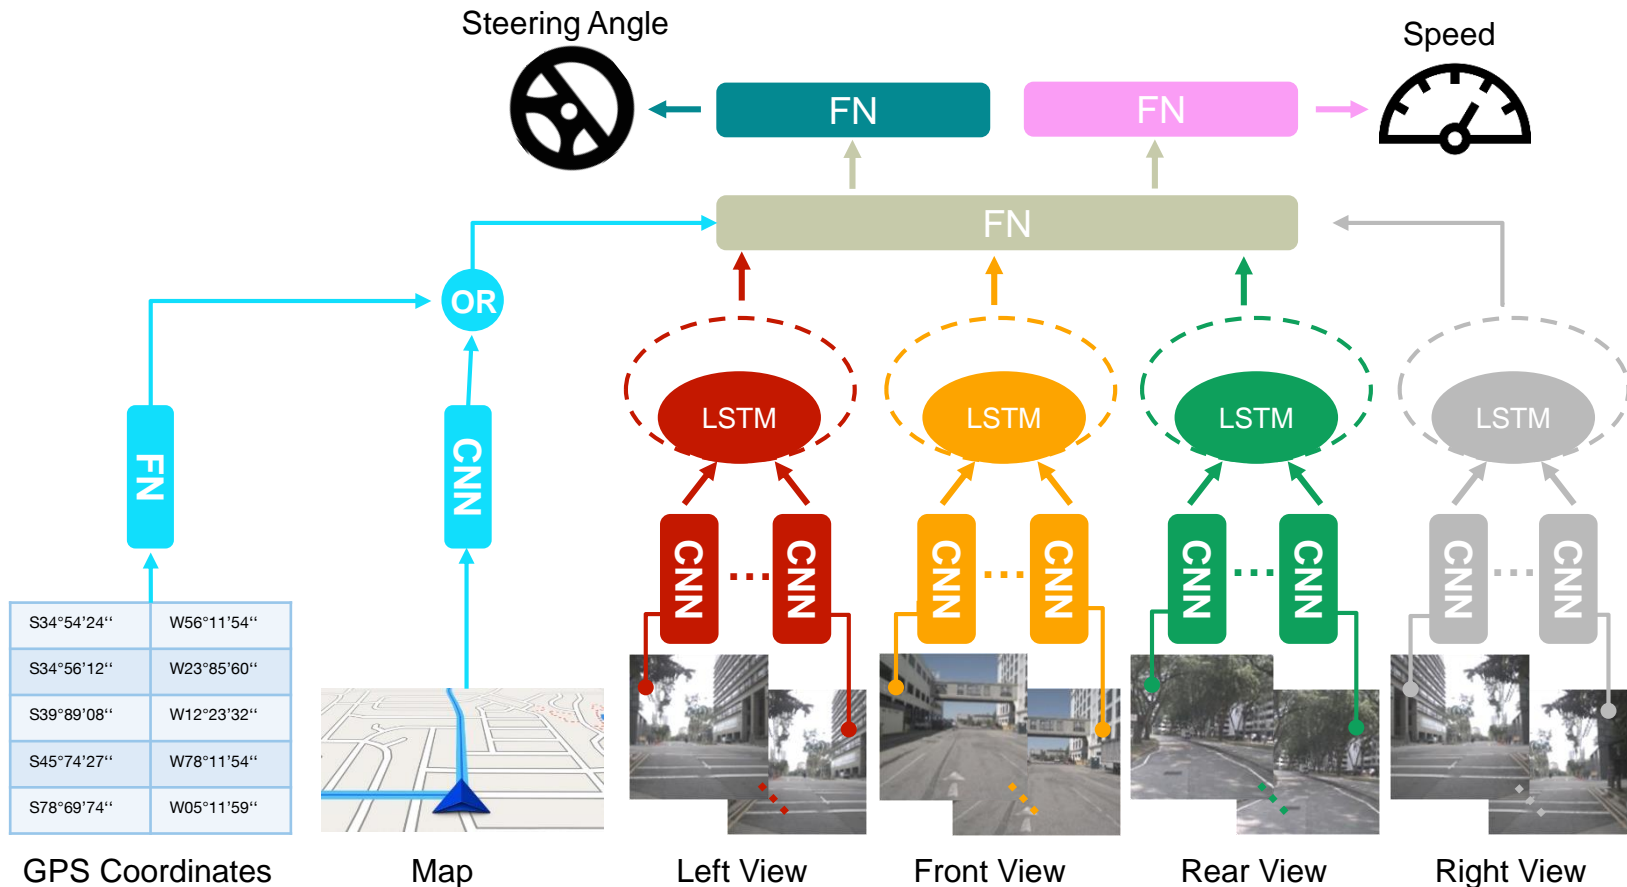 Steering Angle
Speed
FN
FN
FN
OR
FN
CNN
LSTM
LSTM
LSTM
LSTM
CNN
CNN
CNN
CNN
CNN
CNN
CNN
CNN
S34°54'24“ W56°11'54“
S34°56'12“ W23°85'60“
S39°89'08“ W12°23'32“
S45°74'27“ W78°11'54“
S78°69'74“ W05°11'59“
GPS Coordinates
Map
Left View
Front View
Rear View
Right View